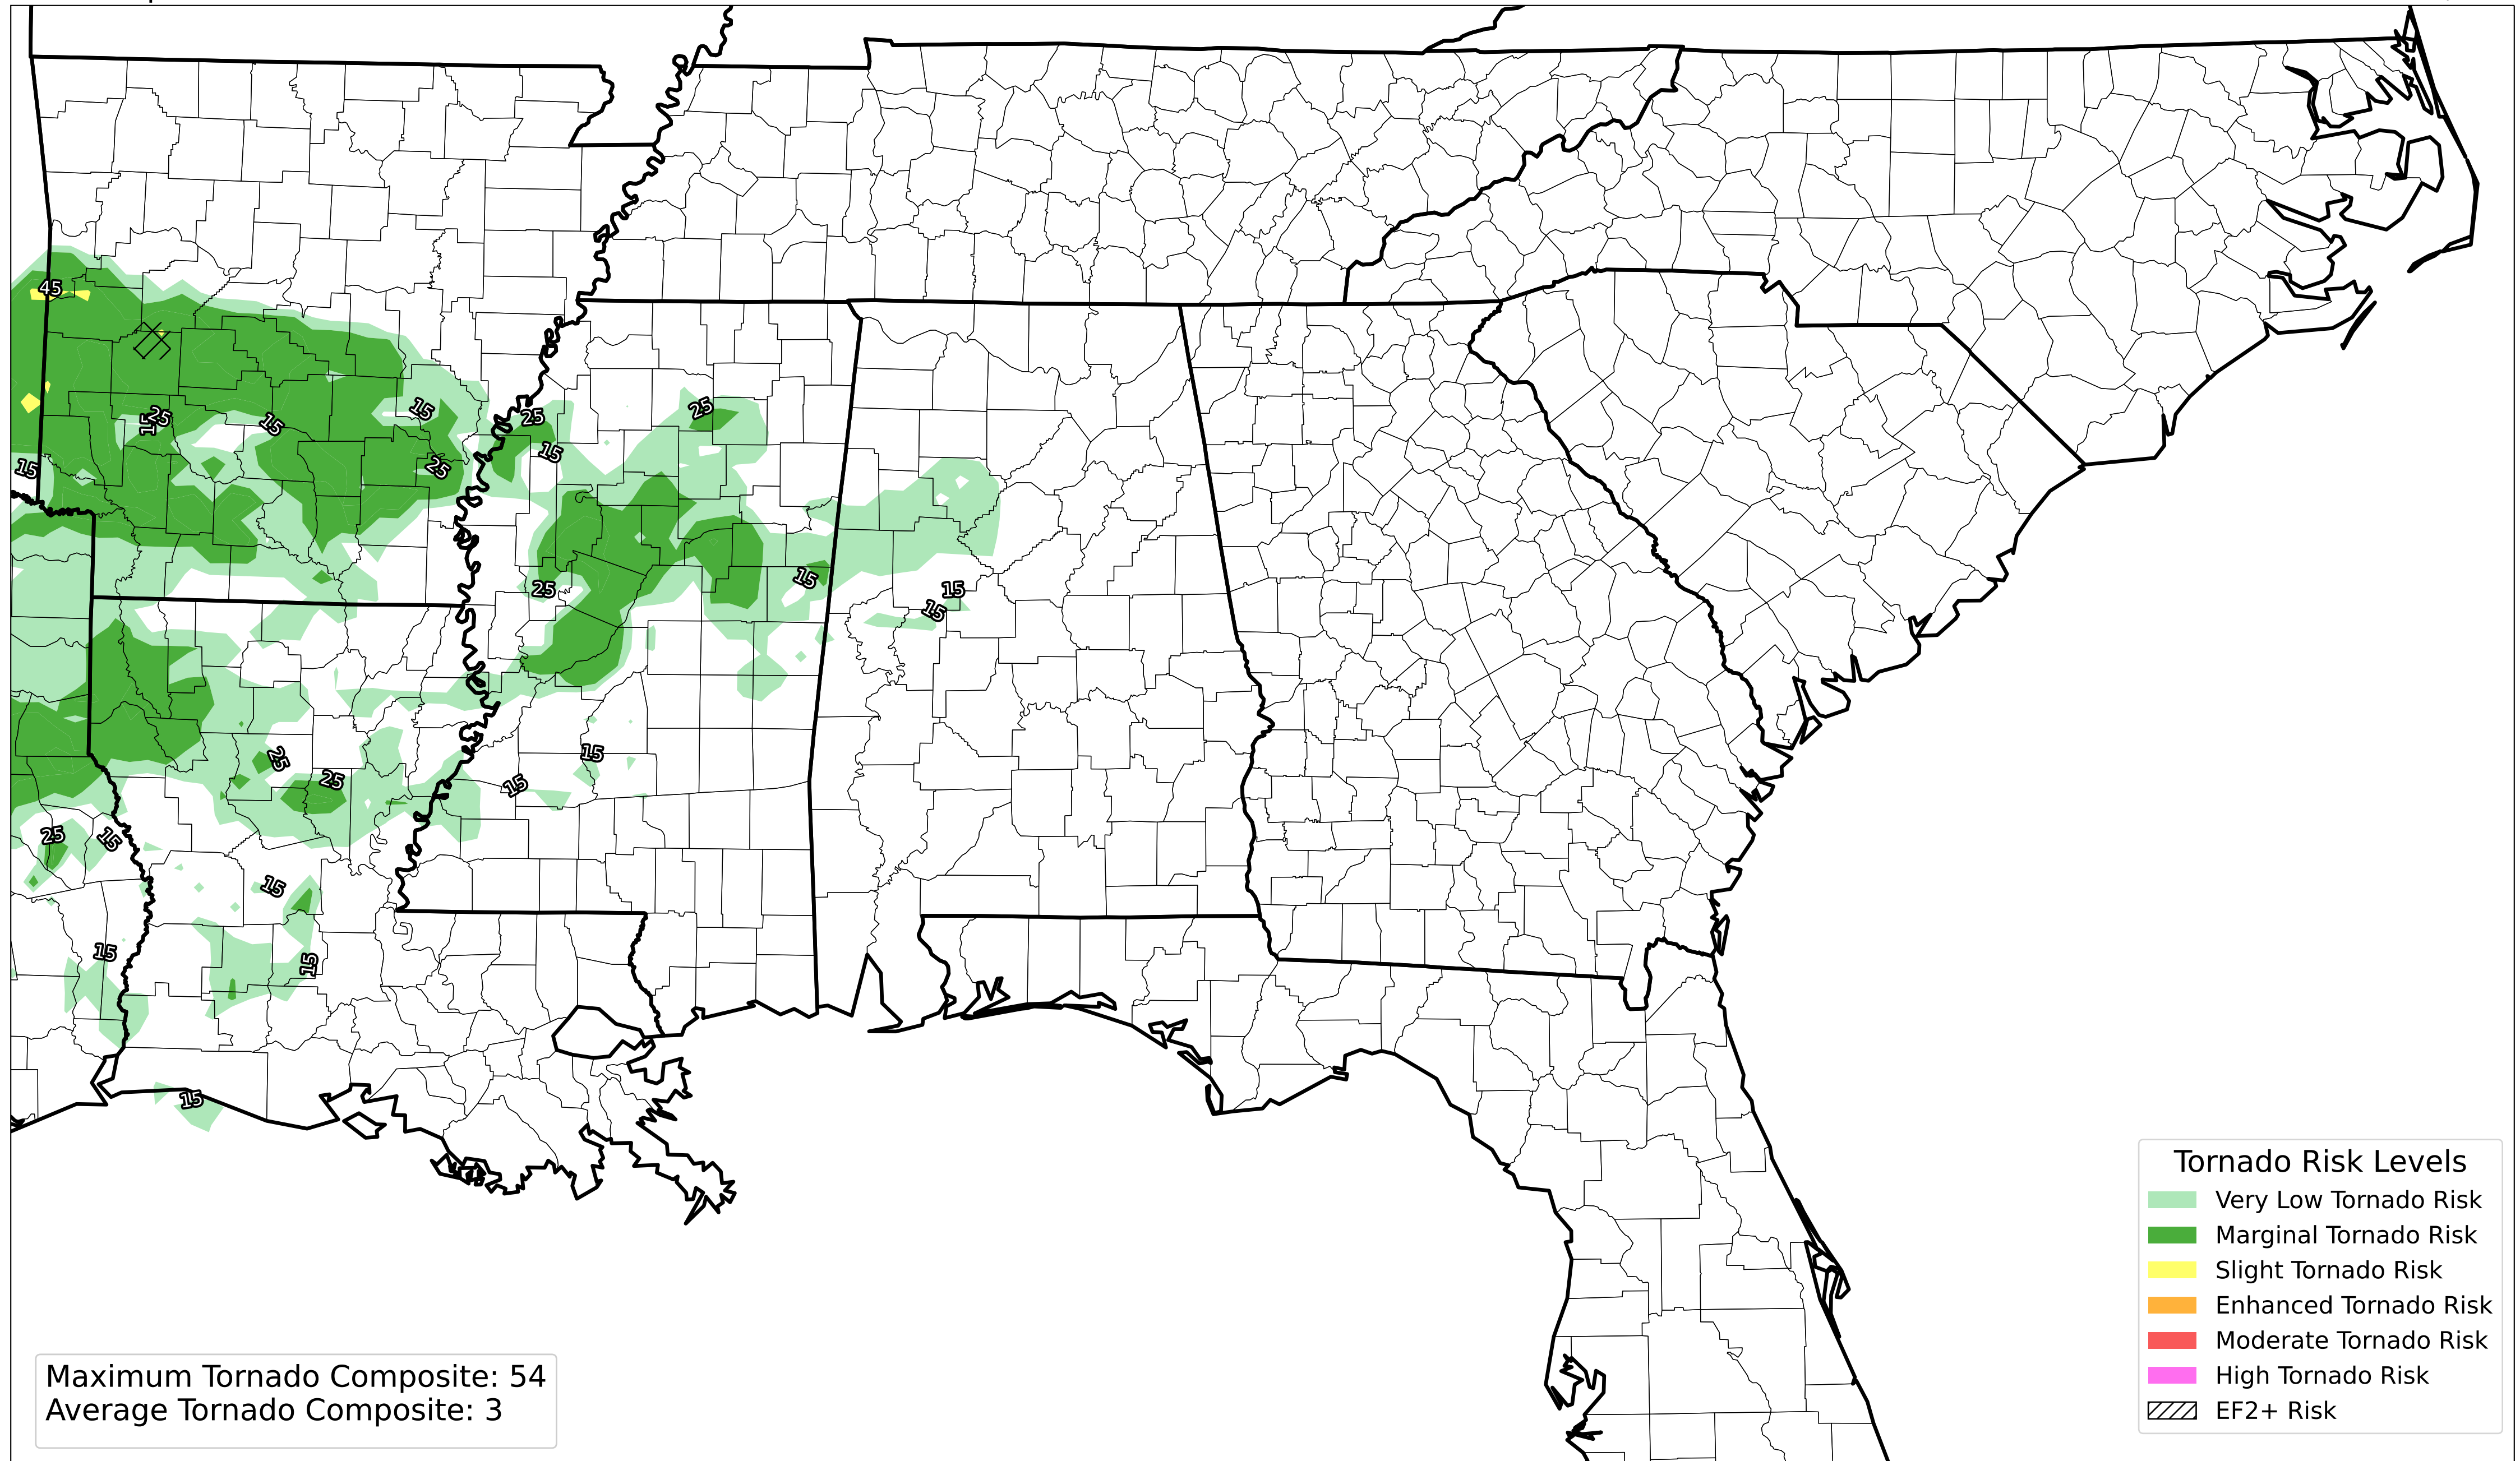 45
25
15
15
15
25
15
25
15
25
25
15
15
15
25
25
25
15
15
15
15
15
15
15
Tornado Risk Levels
Very Low Tornado Risk
Marginal Tornado Risk
Slight Tornado Risk
Enhanced Tornado Risk
Moderate Tornado Risk
High Tornado Risk
EF2+ Risk
Maximum Tornado Composite: 54
Average Tornado Composite: 3